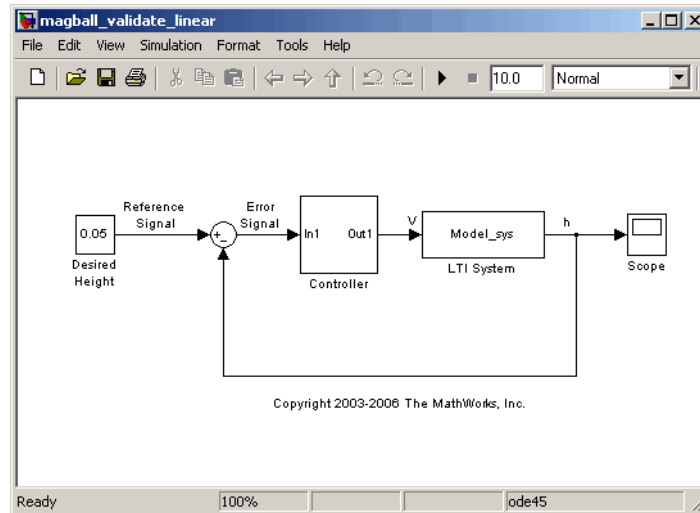 magball_validate_linear
File Edit View Simulation Format Tools Help
10.0 Normal
Reference
Signal
Error
Signal
0.05
+
-
In1 Out1
V
Model_sys
h
Desired
Height
Controller
LTI System
Scope
Copyright 2003-2006 The MathWorks, Inc.
Ready 100% ode45